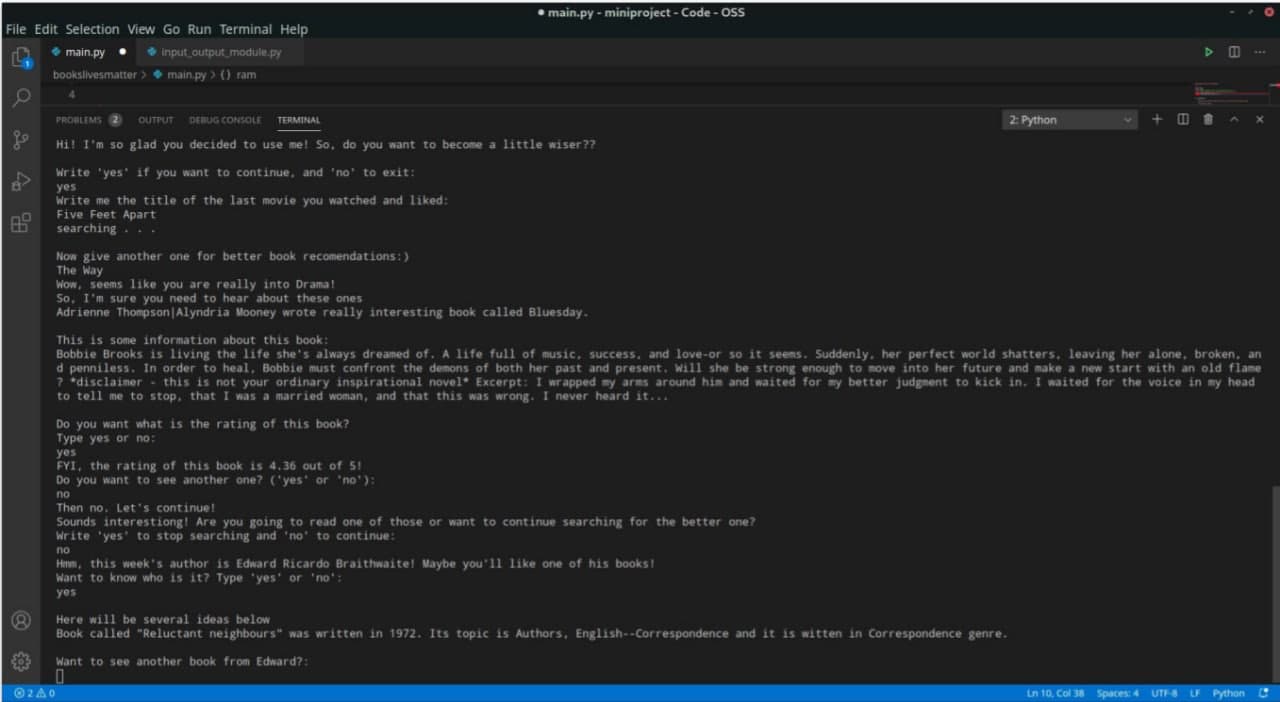 ● main.py - miniproject - Code - OSS
File Edit Selection View Go Run Terminal Help
main.py ● input_output_module.py
bookslivesmatter > main.py > {} ram
4
PROBLEMS 2 OUTPUT DEBUG CONSOLE TERMINAL 2: Python
Hi! I'm so glad you decided to use me! So, do you want to become a little wiser??
Write 'yes' if you want to continue, and 'no' to exit:
yes
Write me the title of the last movie you watched and liked:
Five Feet Apart
searching . . .
Now give another one for better book recomendations:)
The Way
Wow, seems like you are really into Drama!
So, I'm sure you need to hear about these ones
Adrienne Thompson|Alyndria Mooney wrote really interesting book called Bluesday.
This is some information about this book:
Bobbie Brooks is living the life she's always dreamed of. A life full of music, success, and love-or so it seems. Suddenly, her perfect world shatters, leaving her alone, broken, an
d penniless. In order to heal, Bobbie must confront the demons of both her past and present. Will she be strong enough to move into her future and make a new start with an old flame
? *disclaimer - this is not your ordinary inspirational novel* Excerpt: I wrapped my arms around him and waited for my better judgment to kick in. I waited for the voice in my head
to tell me to stop, that I was a married woman, and that this was wrong. I never heard it...
Do you want what is the rating of this book?
Type yes or no:
yes
FYI, the rating of this book is 4.36 out of 5!
Do you want to see another one? ('yes' or 'no'):
no
Then no. Let's continue!
Sounds interestiong! Are you going to read one of those or want to continue searching for the better one?
Write 'yes' to stop searching and 'no' to continue:
no
Hmm, this week's author is Edward Ricardo Braithwaite! Maybe you'll like one of his books!
Want to know who is it? Type 'yes' or 'no':
yes
Here will be several ideas below
Book called "Reluctant neighbours" was written in 1972. Its topic is Authors, English--Correspondence and it is witten in Correspondence genre.
Want to see another book from Edward?:
2 0 Ln 10, Col 38 Spaces: 4 UTF-8 LF Python